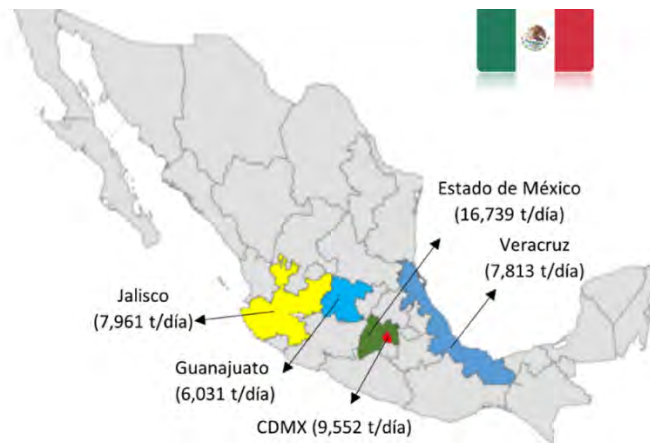 Estado de México
(16,739 t/día)
Veracruz
(7,813 t/día)
Jalisco
(7,961 t/día)
Guanajuato
(6,031 t/día)
CDMX (9,552 t/día)